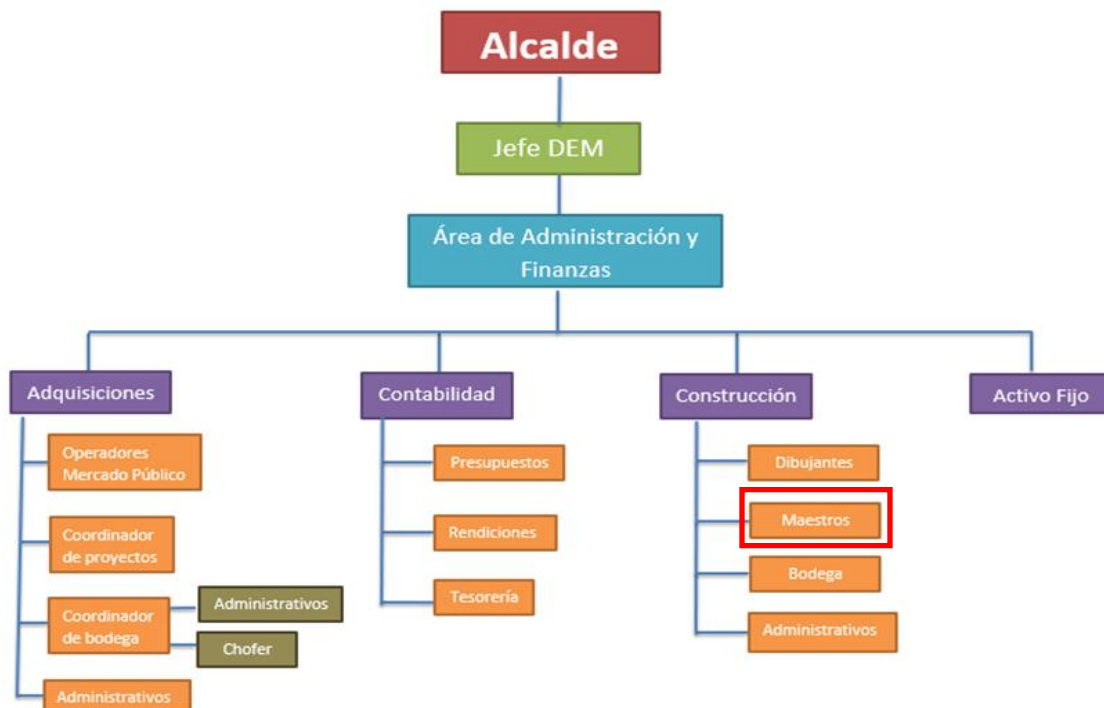 Alcalde
Jefe DEM
Área de Administración y
Finanzas
Adquisiciones
Contabilidad
Construcción
Activo Fijo
Operadores
Mercado Público
Coordinador
de proyectos
Coordinador
de bodega
Administrativos
Chofer
Administrativos
Presupuestos
Rendiciones
Tesorería
Dibujantes
Maestros
Bodega
Administrativos